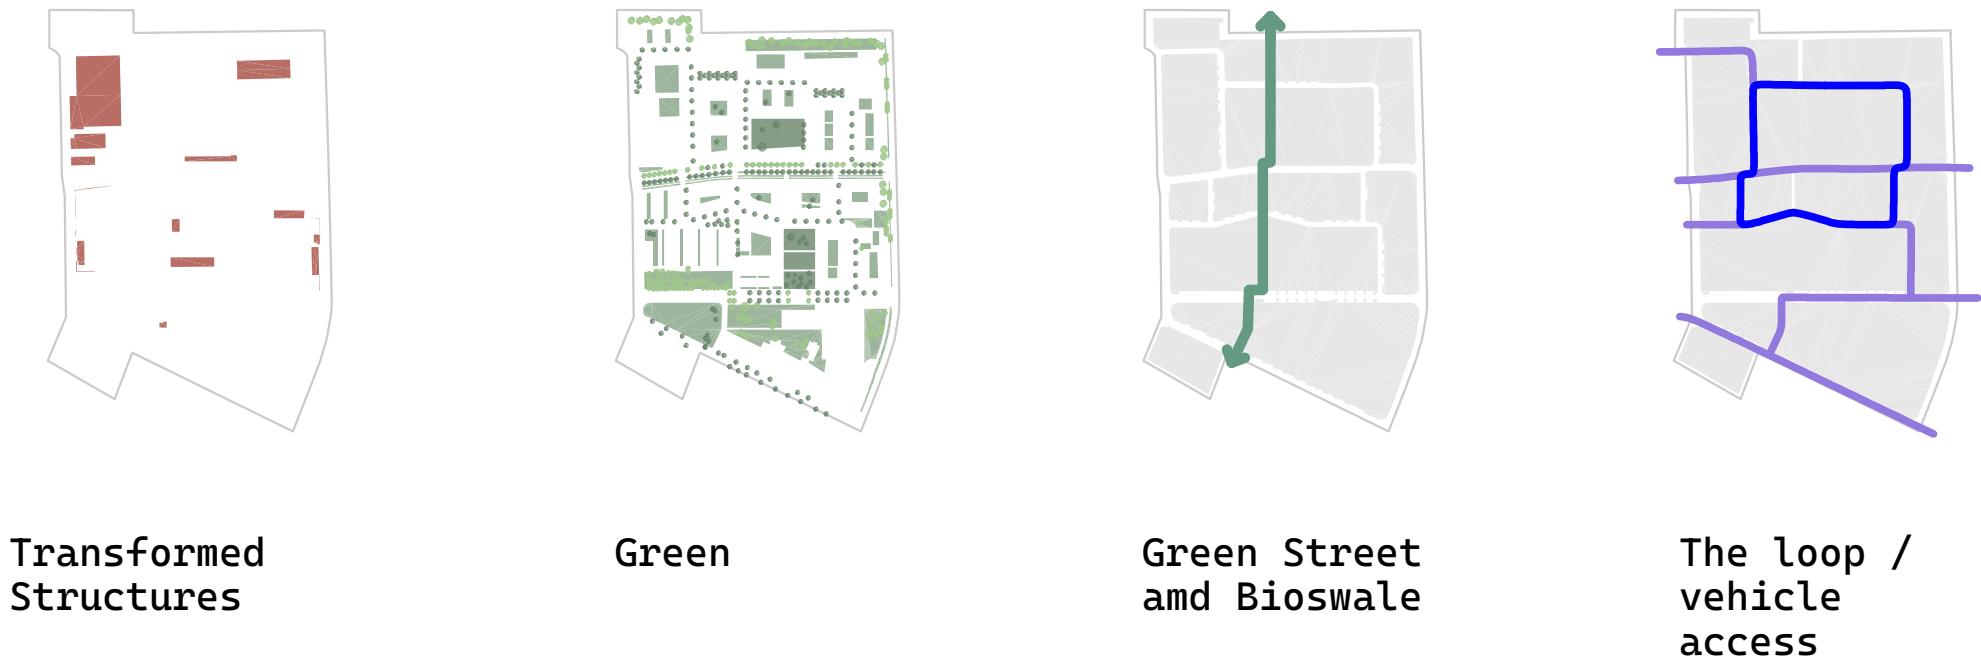 Transformed
Structures
Green
Green Street
amd Bioswale
The loop /
vehicle
access